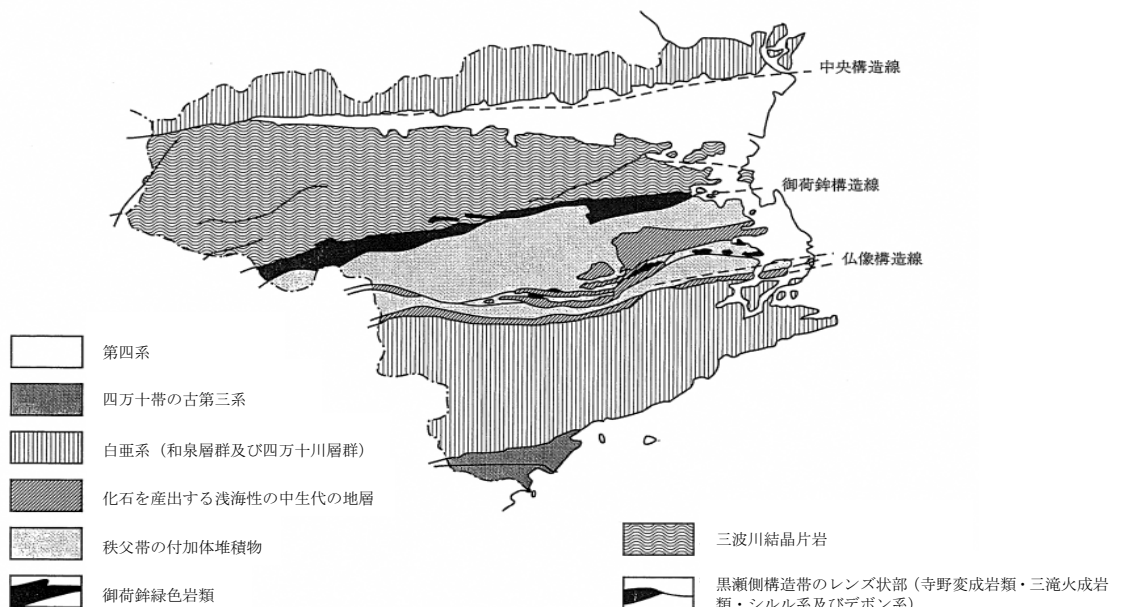 中央構造線
御荷鉾構造線
仏像構造線
第四系
四万十帯の古第三系
白亜系（和泉層群及び四万十川層群）
化石を産出する浅海性の中生代の地層
秩父帯の付加体堆積物
御荷鉾緑色岩類
三波川結晶片岩
黒瀬側構造帯のレンズ状部（寺野変成岩類・三滝火成岩
類・シルル系及びデボン系）